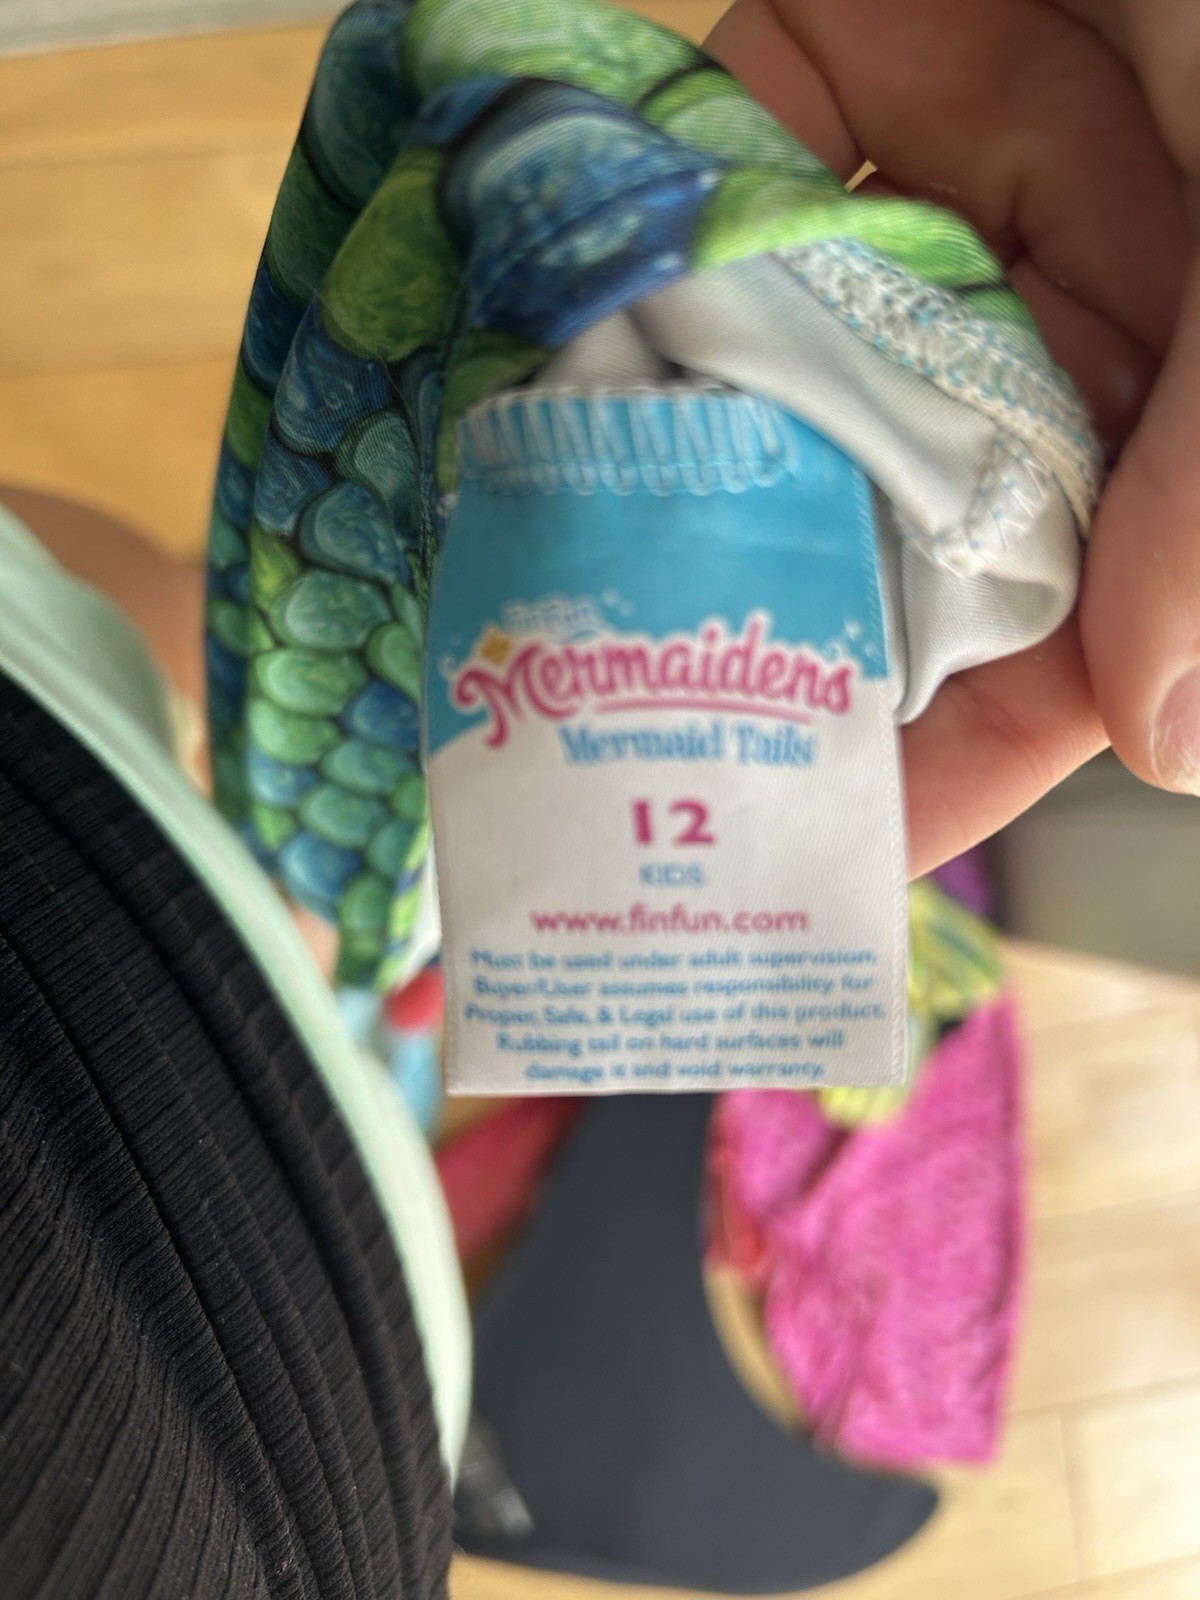 FinFun
Mermaidens
Mermaid Tails
12
KIDS
www.finfun.com
Must be used under adult supervision.
Buyer/User assumes responsibility for
Proper, Safe, & Legal use of this product.
Rubbing tail on hard surfaces will
damage it and void warranty.